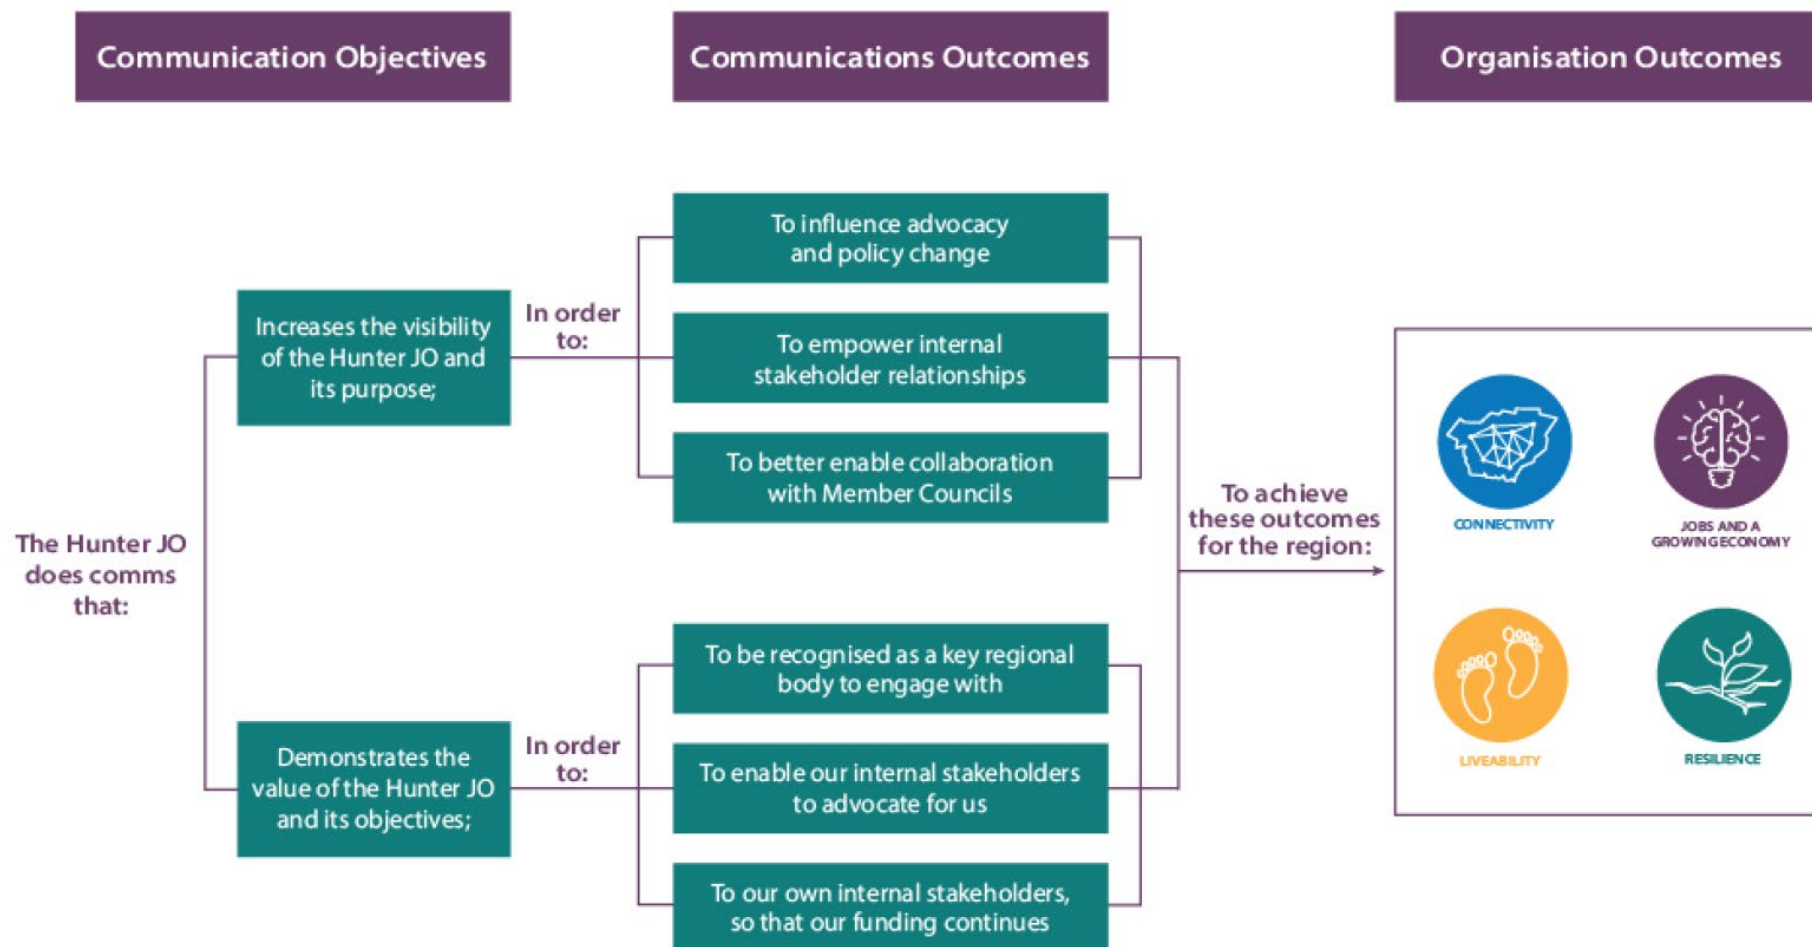 Communication Objectives
Communications Outcomes
Organisation Outcomes
The Hunter JO
does comms
that:
Increases the visibility
of the Hunter JO and
its purpose;
In order
to:
To influence advocacy
and policy change
To empower internal
stakeholder relationships
To better enable collaboration
with Member Councils
Demonstrates the
value of the Hunter JO
and its objectives;
In order
to:
To be recognised as a key regional
body to engage with
To enable our internal stakeholders
to advocate for us
To our own internal stakeholders,
so that our funding continues
To achieve
these outcomes
for the region:
CONNECTIVITY
JOBS AND A
GROWING ECONOMY
LIVEABILITY
RESILIENCE